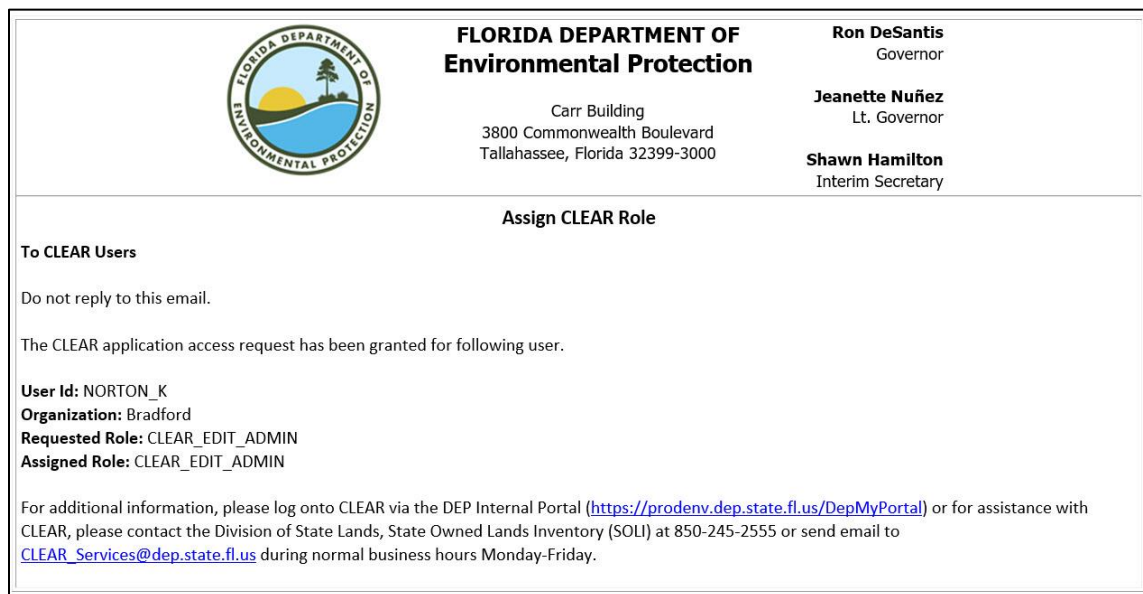 FLORIDA DEPARTMENT OF
ENVIRONMENTAL PROTECTION
FLORIDA DEPARTMENT OF
Environmental Protection
Carr Building
3800 Commonwealth Boulevard
Tallahassee, Florida 32399-3000
Ron DeSantis
Governor
Jeanette Nuñez
Lt. Governor
Shawn Hamilton
Interim Secretary
Assign CLEAR Role
To CLEAR Users
Do not reply to this email.
The CLEAR application access request has been granted for following user.
User Id: NORTON_K
Organization: Bradford
Requested Role: CLEAR_EDIT_ADMIN
Assigned Role: CLEAR_EDIT_ADMIN
For additional information, please log onto CLEAR via the DEP Internal Portal (https://prodenv.dep.state.fl.us/DepMyPortal) or for assistance with
CLEAR, please contact the Division of State Lands, State Owned Lands Inventory (SOLI) at 850-245-2555 or send email to
CLEAR_Services@dep.state.fl.us during normal business hours Monday-Friday.